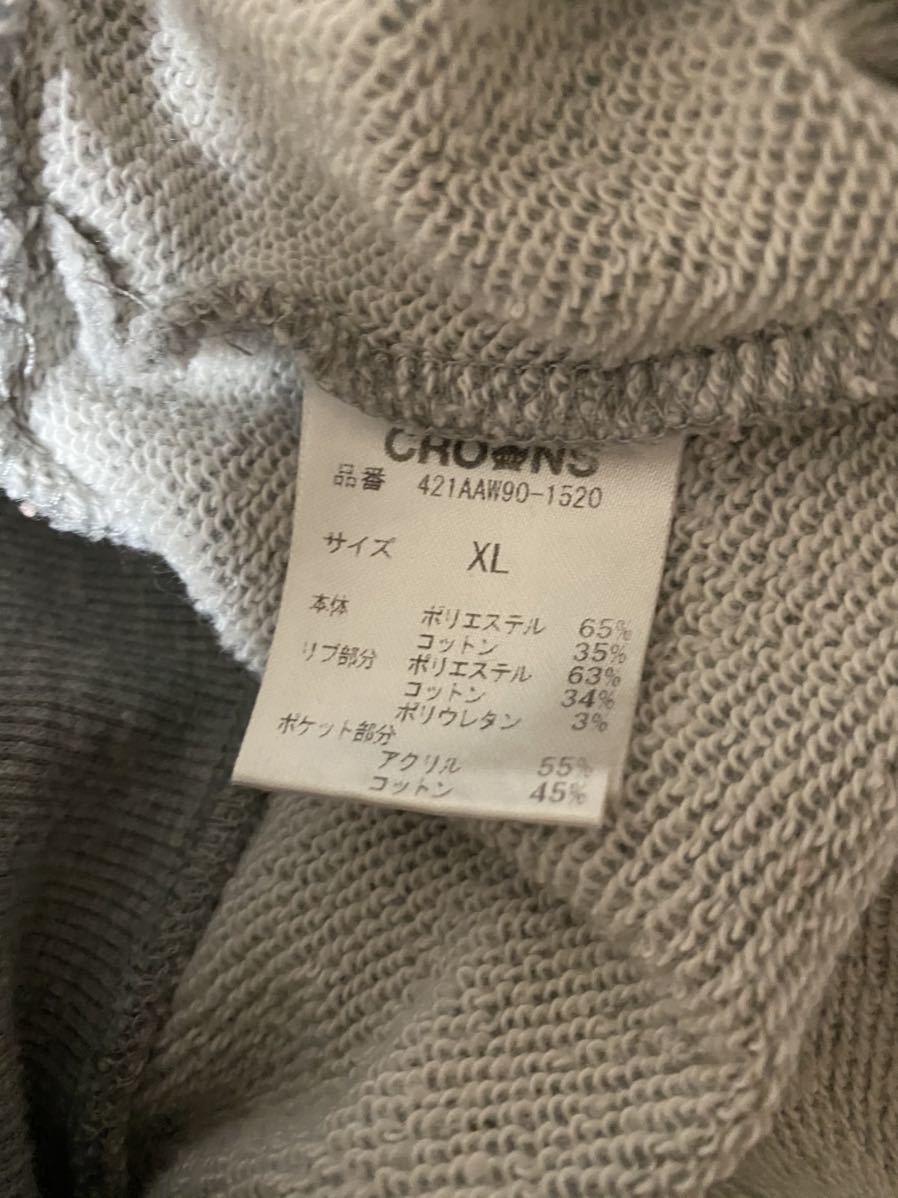 CROWNS
品番 421AAW90-1520
サイズ XL
本体 ポリエステル 65%
コットン 35%
リブ部分 ポリエステル 63%
コットン 34%
ポリウレタン 3%
ポケット部分
アクリル 55%
コットン 45%